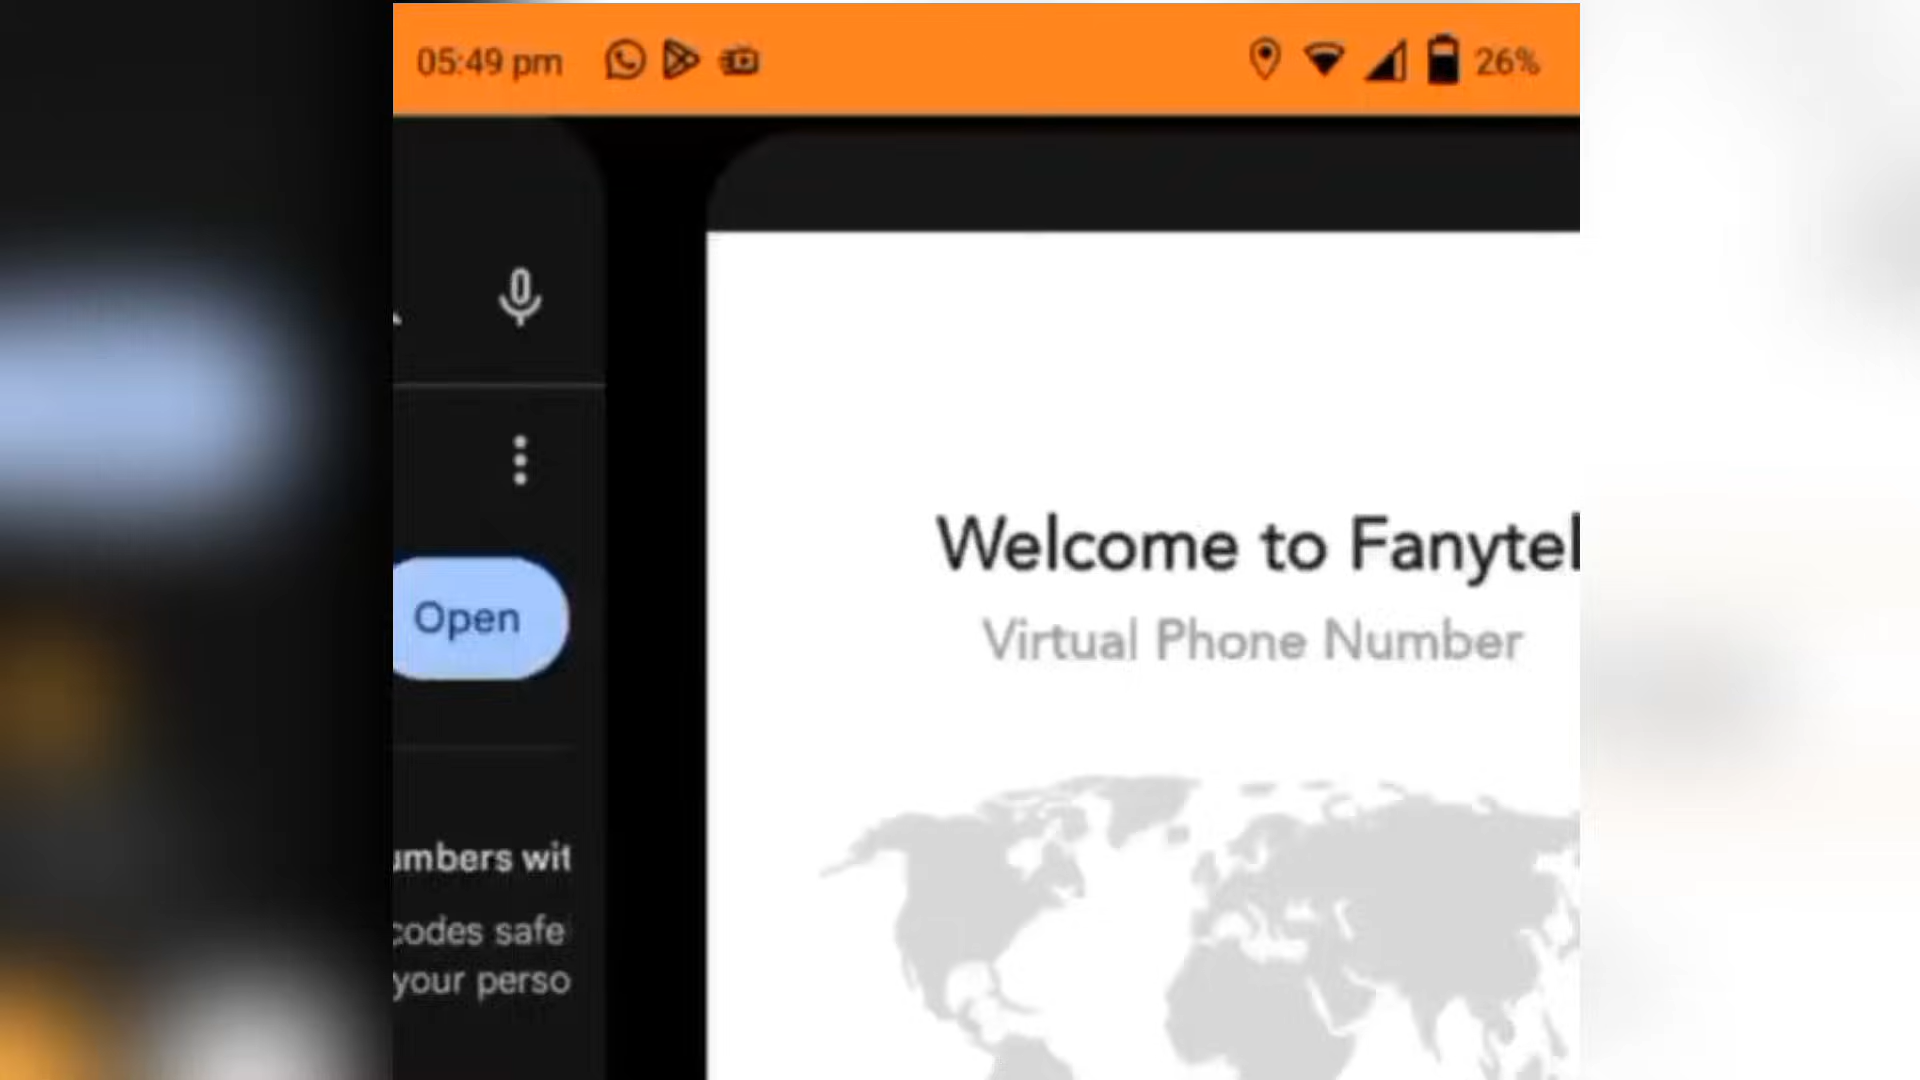 05:49 pm
26%
Open
Welcome to Fanytel
Virtual Phone Number
umbers wit
codes safe
your perso